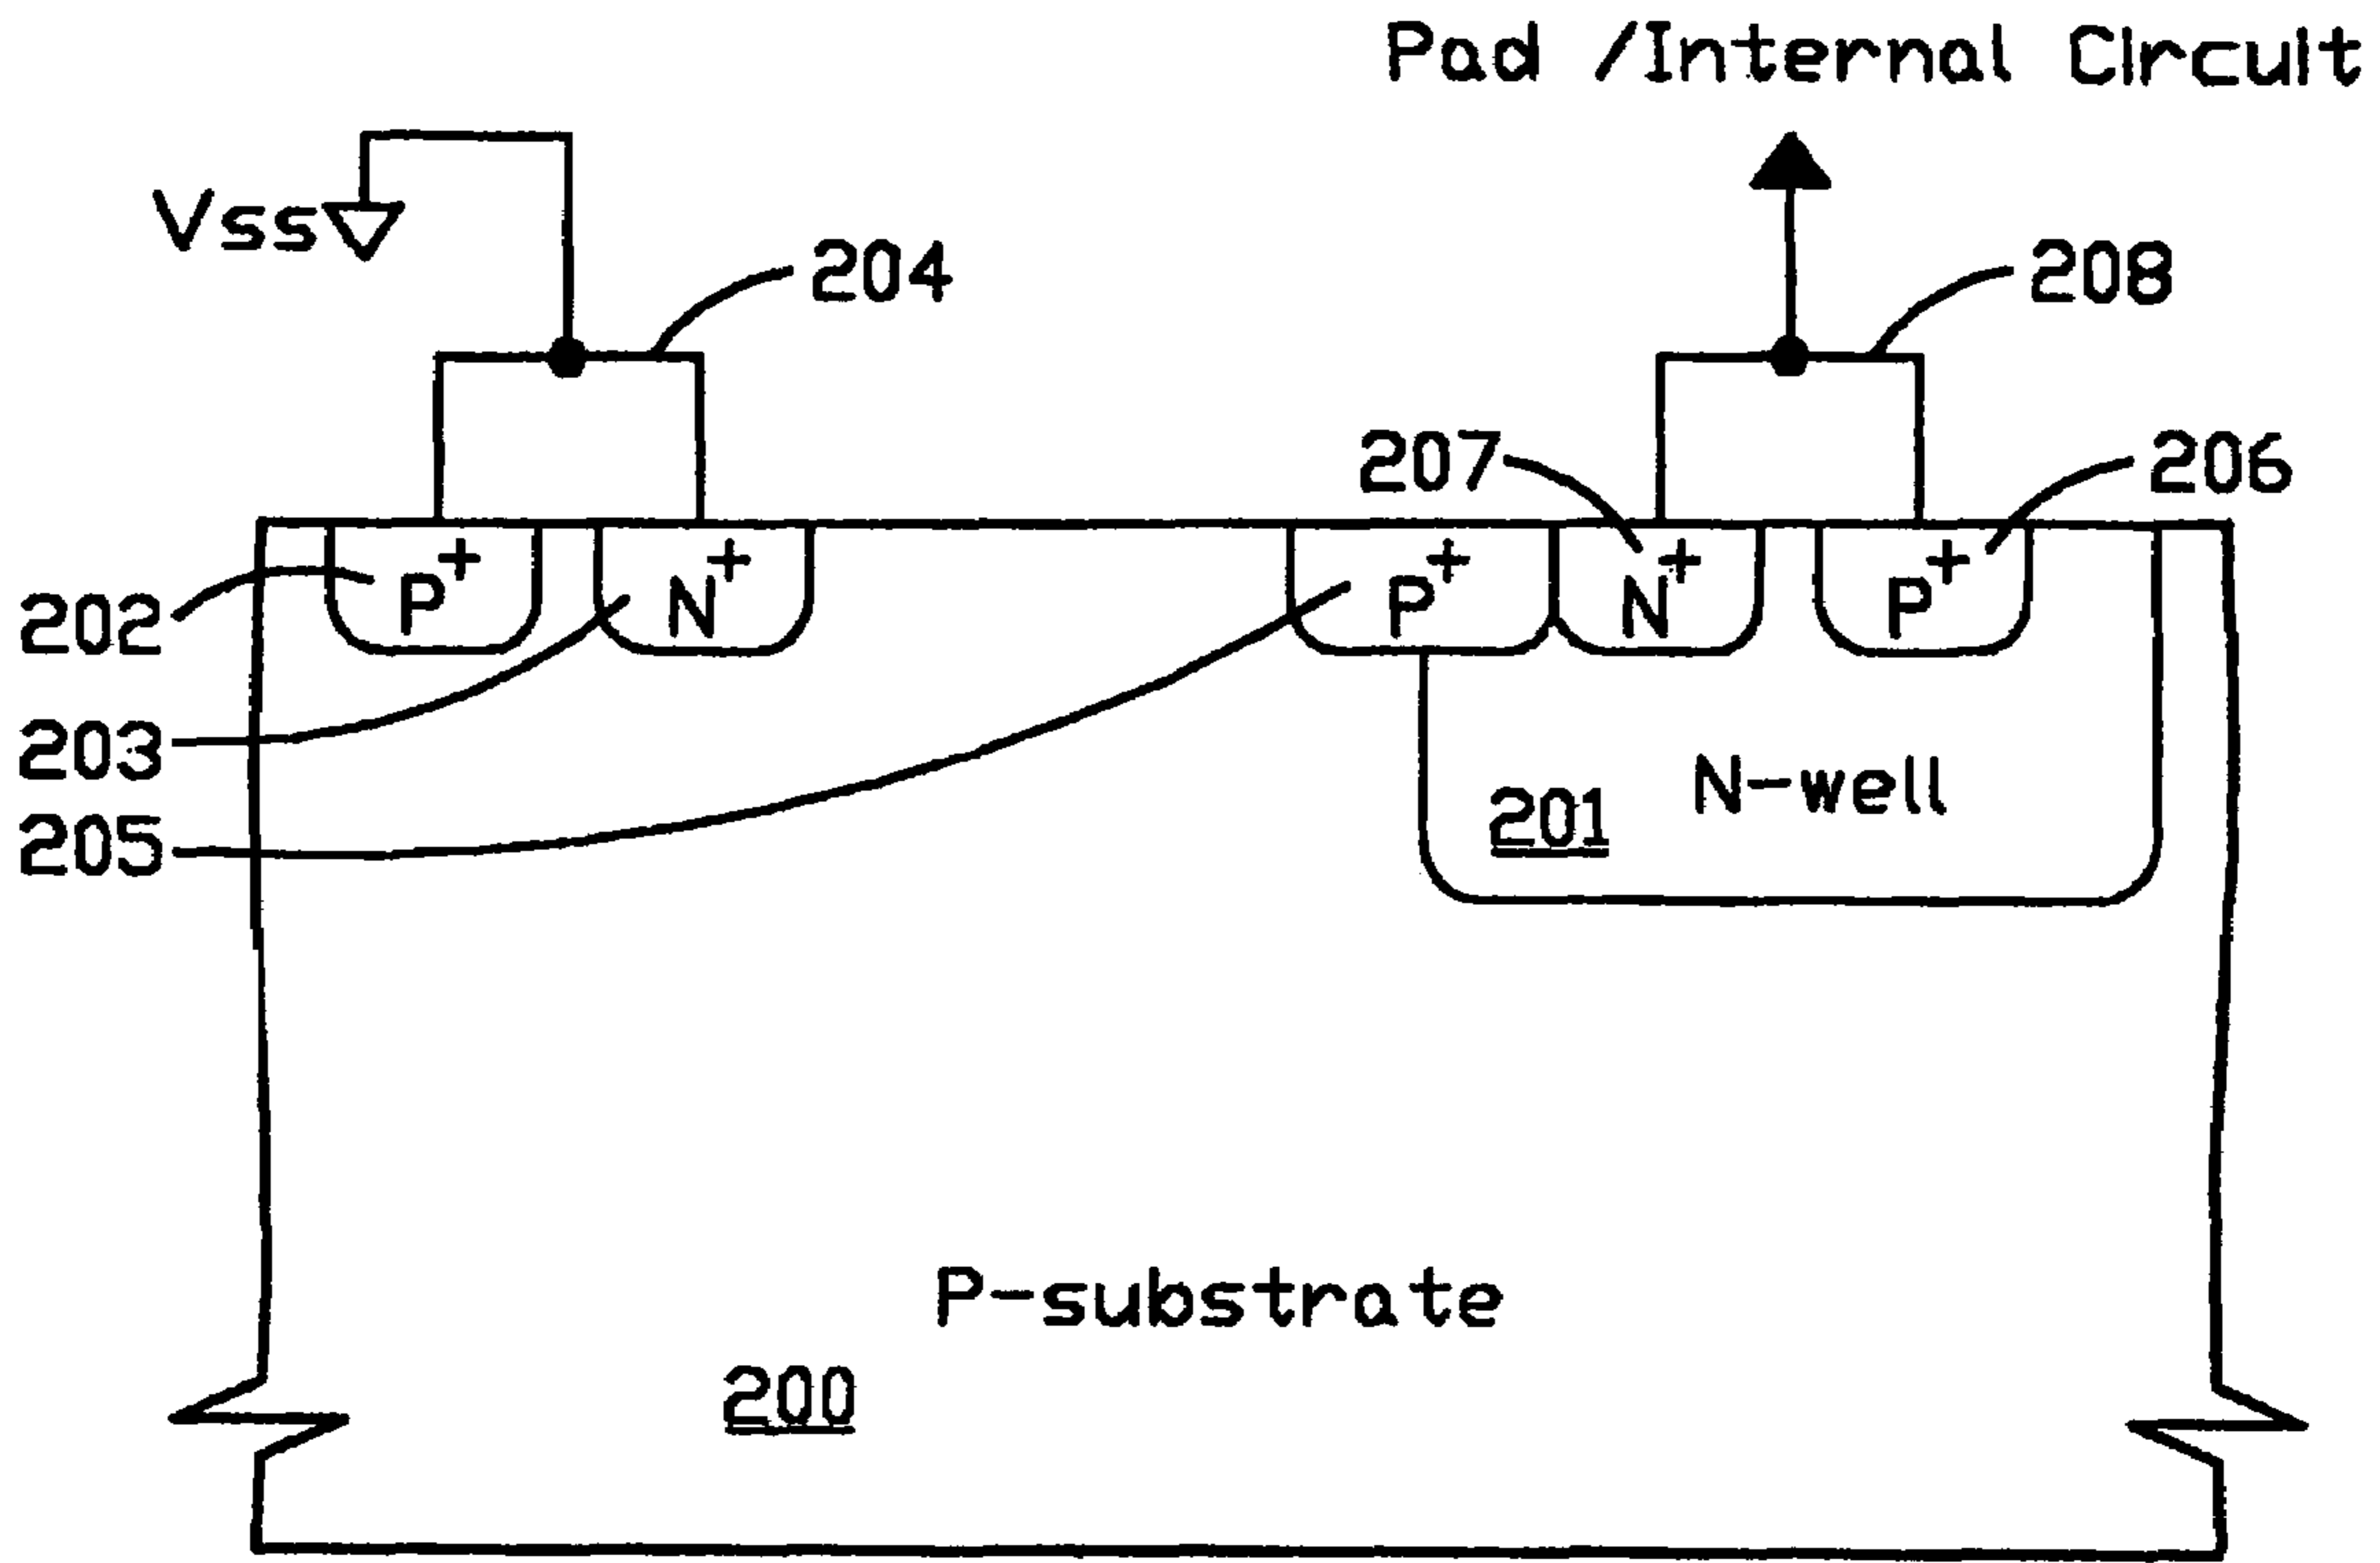 Pad /Internal Circuit
Vss
204
208
207
206
P+
N+
P+
N+
P+
202
203
205
201
N-well
P-substrate
200